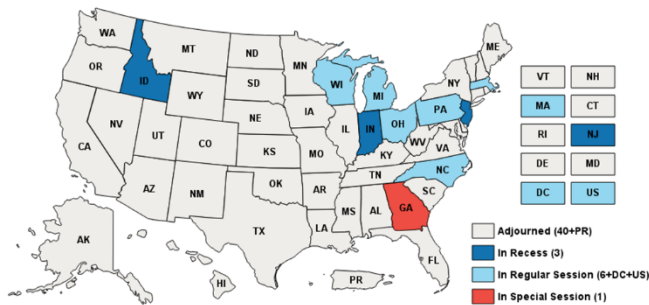 WA
MT
ND
MN
ME
OR
ID
SD
WI
NY
WY
MI
IA
PA
NE
NV
UT
IL
IN
OH
CO
WV
VA
CA
KS
MO
KY
NC
TN
AZ
NM
OK
AR
SC
MS
AL
GA
TX
LA
AK
FL
HI
PR
VT NH
MA CT
RI NJ
DE MD
DC US
Adjourned (40+PR)
In Recess (3)
In Regular Session (6+DC+US)
In Special Session (1)